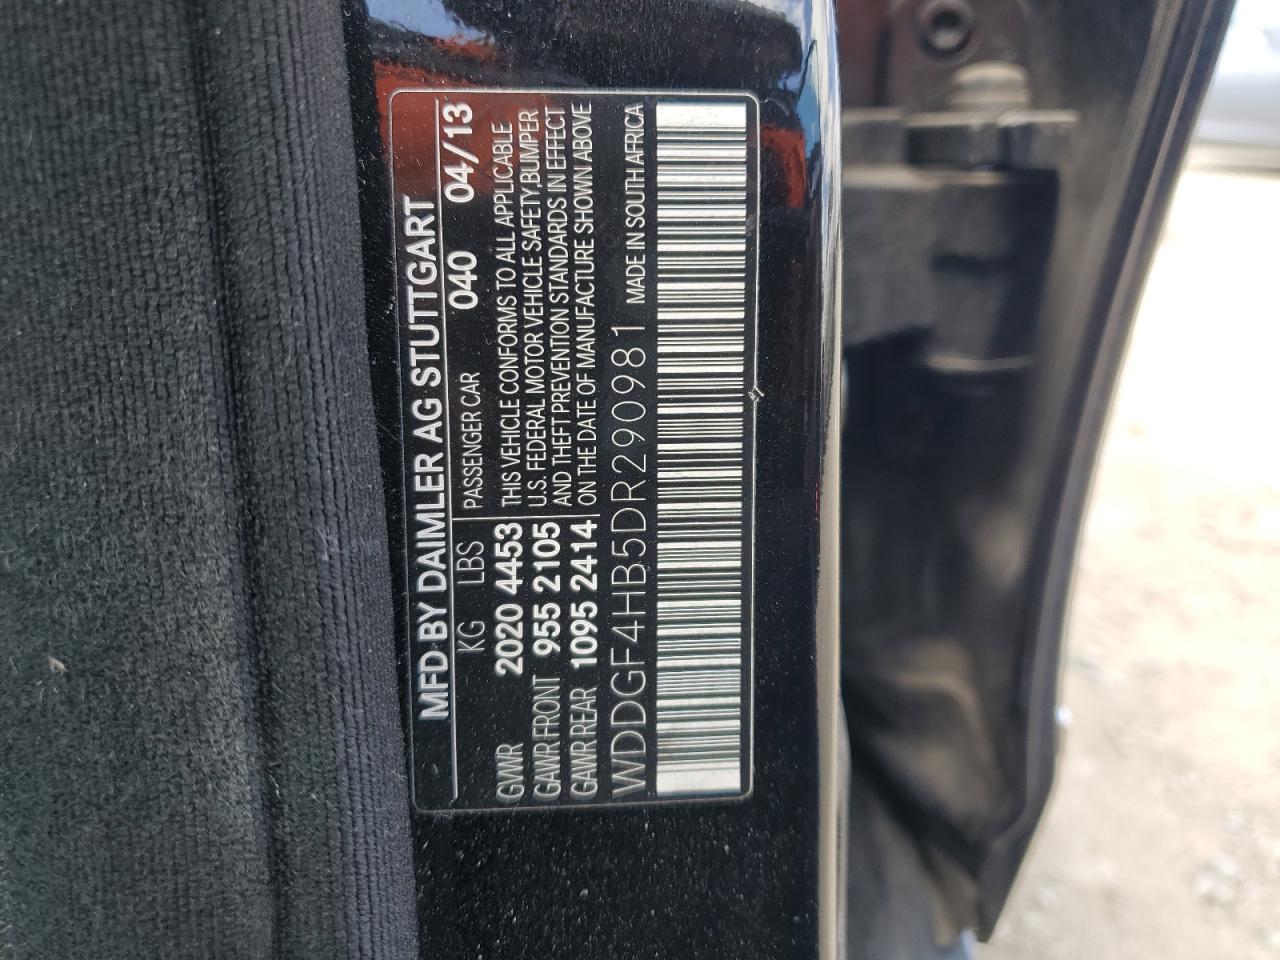 MFD BY DAIMLER AG STUTTGART
KG LBS PASSENGER CAR 040 04/13
GVWR 2020 4453 THIS VEHICLE CONFORMS TO ALL APPLICABLE
GAWR FRONT 955 2105 U.S. FEDERAL MOTOR VEHICLE SAFETY,BUMPER
GAWR REAR 1095 2414 AND THEFT PREVENTION STANDARDS IN EFFECT
ON THE DATE OF MANUFACTURE SHOWN ABOVE
WDDGF4HB5DR290981 MADE IN SOUTH AFRICA